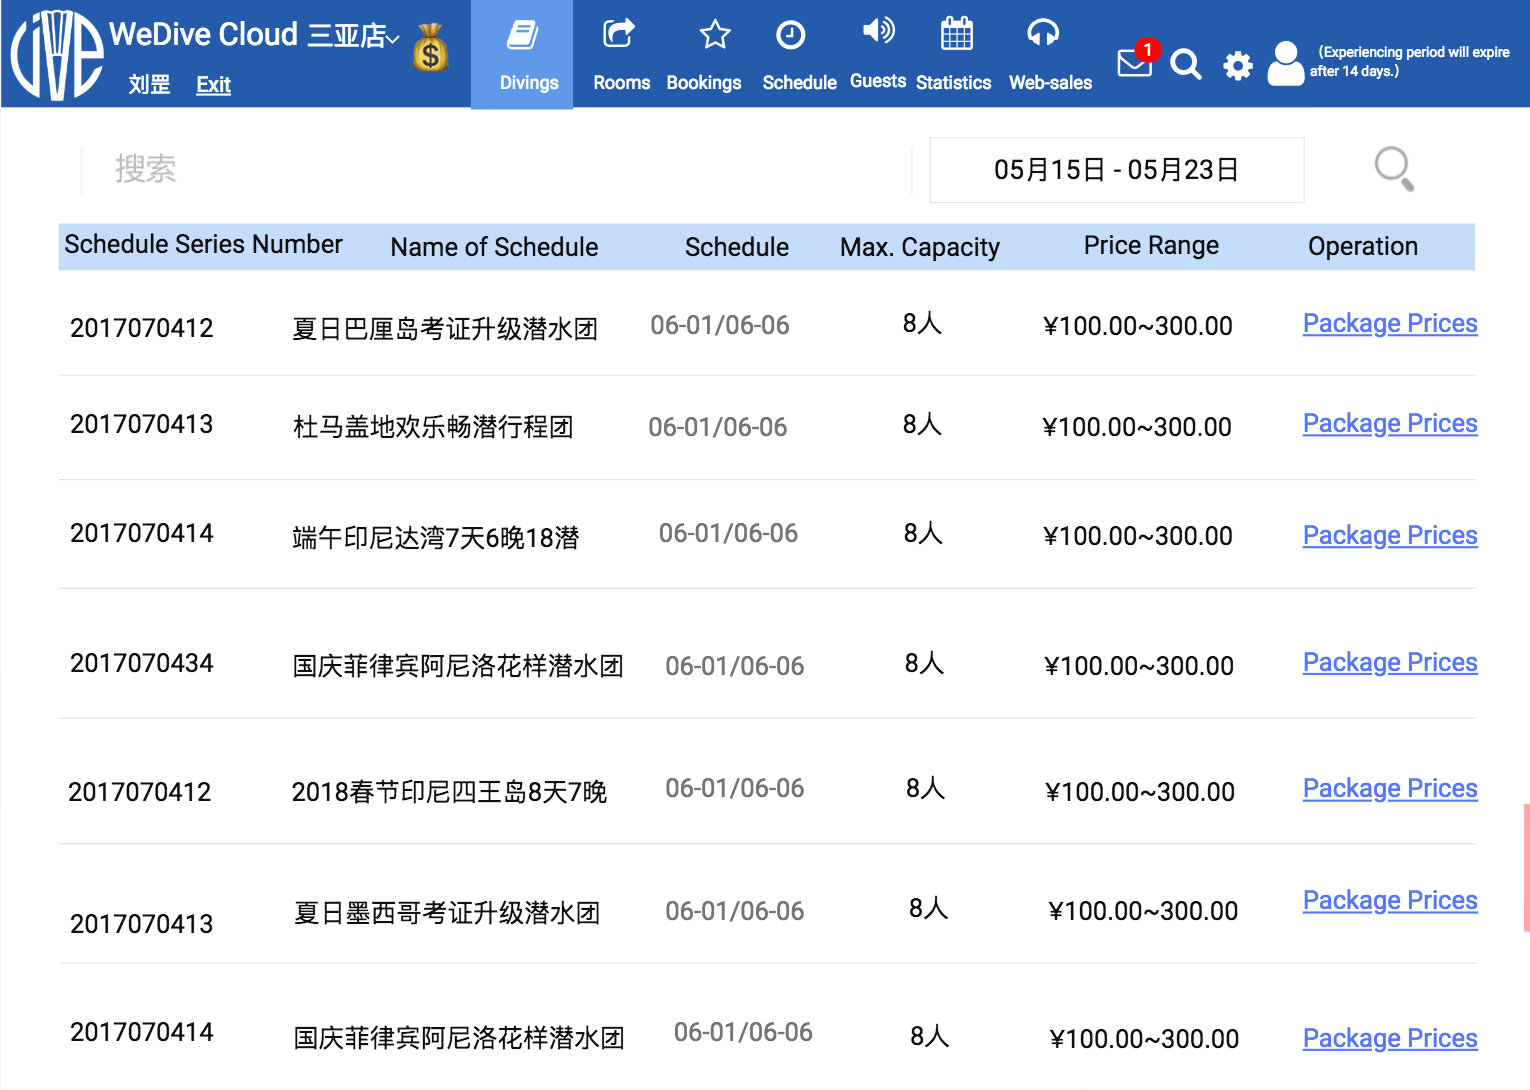 WeDive Cloud 三亚店
刘罡 Exit
Divings Rooms Bookings Schedule Guests Statistics Web-sales
1
(Experiencing period will expire
after 14 days.)
搜索
05月15日 - 05月23日
Schedule Series Number Name of Schedule Schedule Max. Capacity Price Range Operation
2017070412 夏日巴厘岛考证升级潜水团 06-01/06-06 8人 ¥100.00~300.00 Package Prices
2017070413 杜马盖地欢乐畅潜行程团 06-01/06-06 8人 ¥100.00~300.00 Package Prices
2017070414 端午印尼达湾7天6晚18潜 06-01/06-06 8人 ¥100.00~300.00 Package Prices
2017070434 国庆菲律宾阿尼洛花样潜水团 06-01/06-06 8人 ¥100.00~300.00 Package Prices
2017070412 2018春节印尼四王岛8天7晚 06-01/06-06 8人 ¥100.00~300.00 Package Prices
2017070413 夏日墨西哥考证升级潜水团 06-01/06-06 8人 ¥100.00~300.00 Package Prices
2017070414 国庆菲律宾阿尼洛花样潜水团 06-01/06-06 8人 ¥100.00~300.00 Package Prices